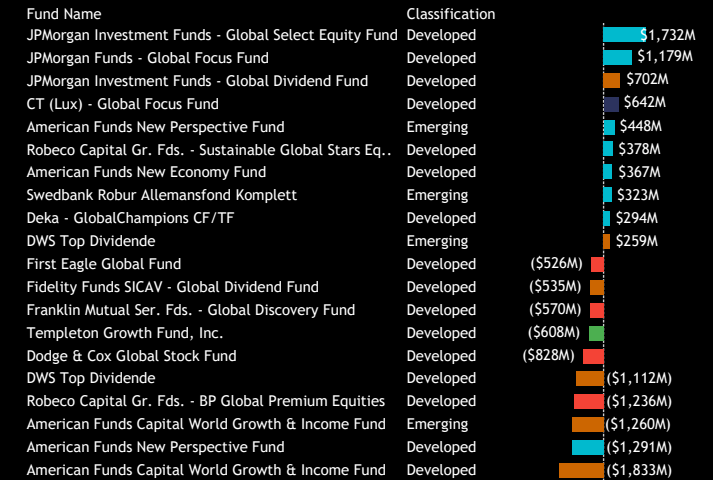 Fund Name Classification
JPMorgan Investment Funds - Global Select Equity Fund Developed $1,732M
JPMorgan Funds - Global Focus Fund Developed $1,179M
JPMorgan Investment Funds - Global Dividend Fund Developed $702M
CT (Lux) - Global Focus Fund Developed $642M
American Funds New Perspective Fund Emerging $448M
Robeco Capital Gr. Fds. - Sustainable Global Stars Eq.. Developed $378M
American Funds New Economy Fund Developed $367M
Swedbank Robur Allemansfond Komplett Emerging $323M
Deka - GlobalChampions CF/TF Developed $294M
DWS Top Dividende Emerging $259M
First Eagle Global Fund Developed ($526M)
Fidelity Funds SICAV - Global Dividend Fund Developed ($535M)
Franklin Mutual Ser. Fds. - Global Discovery Fund Developed ($570M)
Templeton Growth Fund, Inc. Developed ($608M)
Dodge & Cox Global Stock Fund Developed ($828M)
DWS Top Dividende Developed ($1,112M)
Robeco Capital Gr. Fds. - BP Global Premium Equities Developed ($1,236M)
American Funds Capital World Growth & Income Fund Emerging ($1,260M)
American Funds New Perspective Fund Developed ($1,291M)
American Funds Capital World Growth & Income Fund Developed ($1,833M)